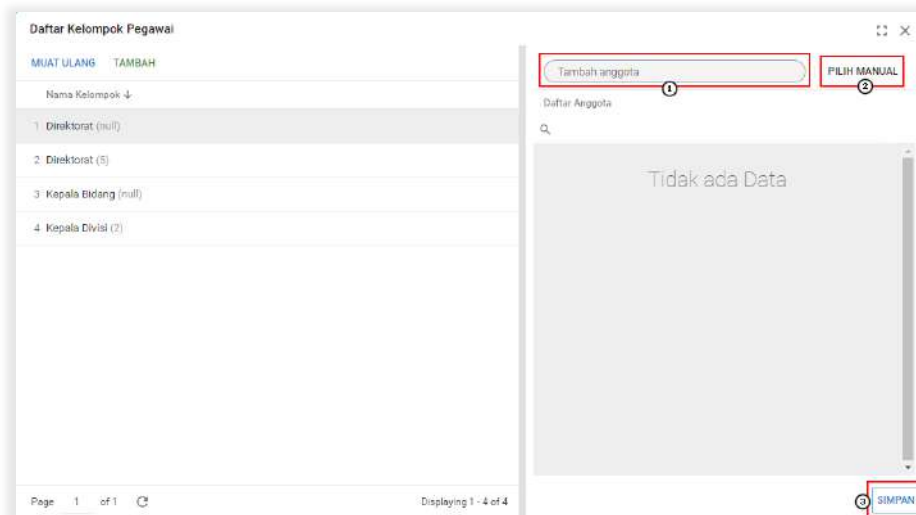 Daftar Kelompok Pegawai
MUAT ULANG TAMBAH
Nama Kelompok ↓
1 Direktorat (null)
2 Direktorat (5)
3 Kepala Bidang (null)
4 Kepala Divisi (2)
Page 1 of 1
Displaying 1 - 4 of 4
Tambah anggota
1
PILIH MANUAL
2
Daftar Anggota
Tidak ada Data
3 SIMPAN